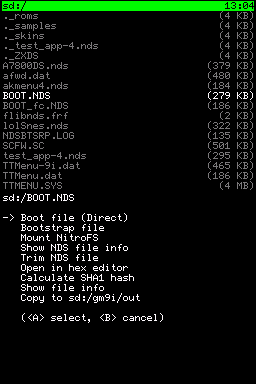 sd:/ 13:04
._roms (4 KB)
._samples (4 KB)
._skins (4 KB)
._test_app-4.nds (4 KB)
._ZXDS (4 KB)
A7800DS.nds (379 KB)
afwd.dat (480 KB)
akmenu4.nds (184 KB)
BOOT.NDS (279 KB)
BOOT_fc.NDS (186 KB)
flibnds.frf (2 KB)
lolSnes.nds (322 KB)
NDSBTSRP.LOG (135 KB)
SCFW.SC (501 KB)
test_app-4.nds (295 KB)
TTMenu-9i.dat (465 KB)
TTMenu.dat (186 KB)
TTMENU.SYS (4 MB)
sd:/BOOT.NDS
-> Boot file (Direct)
Bootstrap file
Mount NitroFS
Show NDS file info
Trim NDS file
Open in hex editor
Calculate SHA1 hash
Show file info
Copy to sd:/gm9i/out
(<A> select, <B> cancel)